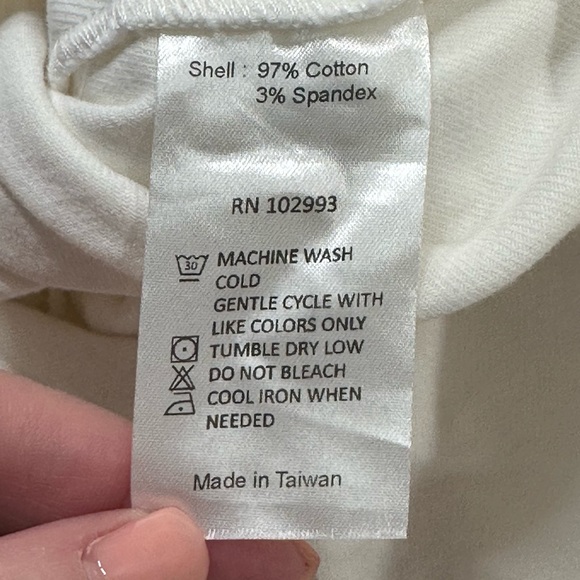 Shell : 97% Cotton
3% Spandex
RN 102993
30
MACHINE WASH
COLD
GENTLE CYCLE WITH
LIKE COLORS ONLY
TUMBLE DRY LOW
DO NOT BLEACH
COOL IRON WHEN
NEEDED
Made in Taiwan